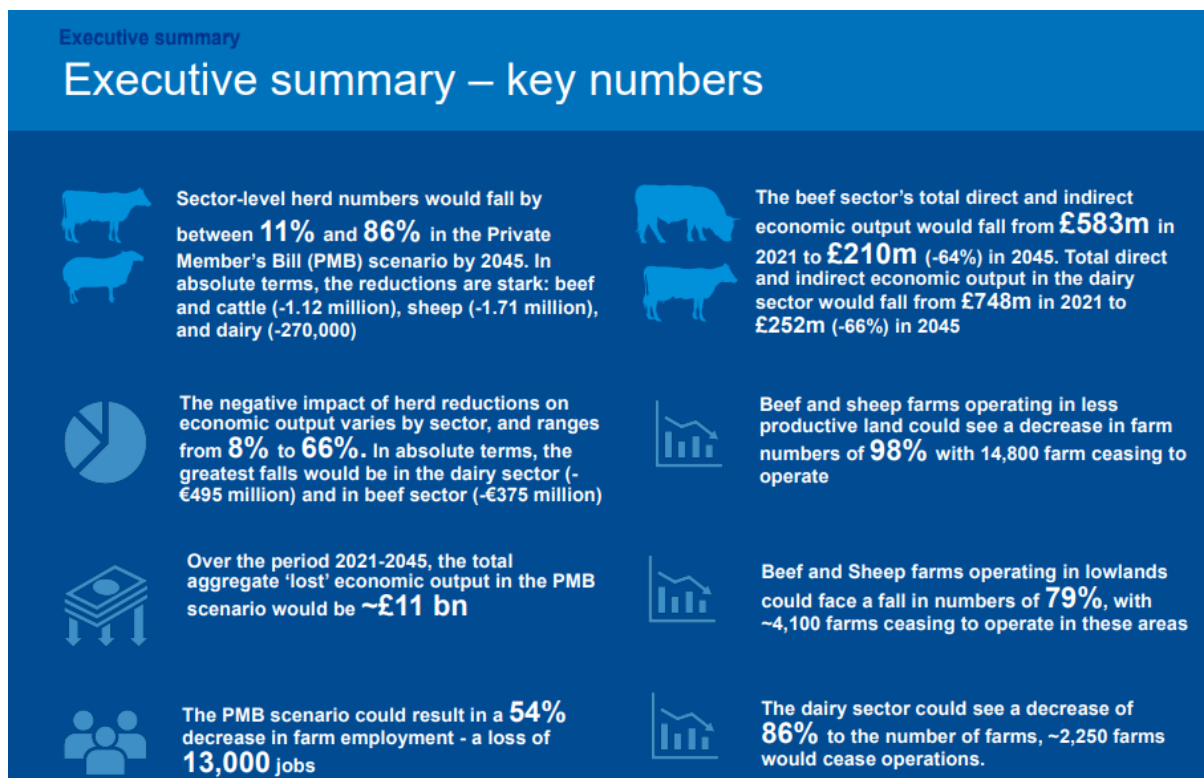 Executive summary
Executive summary – key numbers
Sector-level herd numbers would fall by
between 11% and 86% in the Private
Member's Bill (PMB) scenario by 2045. In
absolute terms, the reductions are stark: beef
and cattle (-1.12 million), sheep (-1.71 million),
and dairy (-270,000)
The negative impact of herd reductions on
economic output varies by sector, and ranges
from 8% to 66%. In absolute terms, the
greatest falls would be in the dairy sector (-
€495 million) and in beef sector (-€375 million)
Over the period 2021-2045, the total
aggregate 'lost' economic output in the PMB
scenario would be ~£11 bn
The PMB scenario could result in a 54%
decrease in farm employment - a loss of
13,000 jobs
The beef sector's total direct and indirect
economic output would fall from £583m in
2021 to £210m (-64%) in 2045. Total direct
and indirect economic output in the dairy
sector would fall from £748m in 2021 to
£252m (-66%) in 2045
Beef and sheep farms operating in less
productive land could see a decrease in farm
numbers of 98% with 14,800 farm ceasing to
operate
Beef and Sheep farms operating in lowlands
could face a fall in numbers of 79%, with
~4,100 farms ceasing to operate in these areas
The dairy sector could see a decrease of
86% to the number of farms, ~2,250 farms
would cease operations.